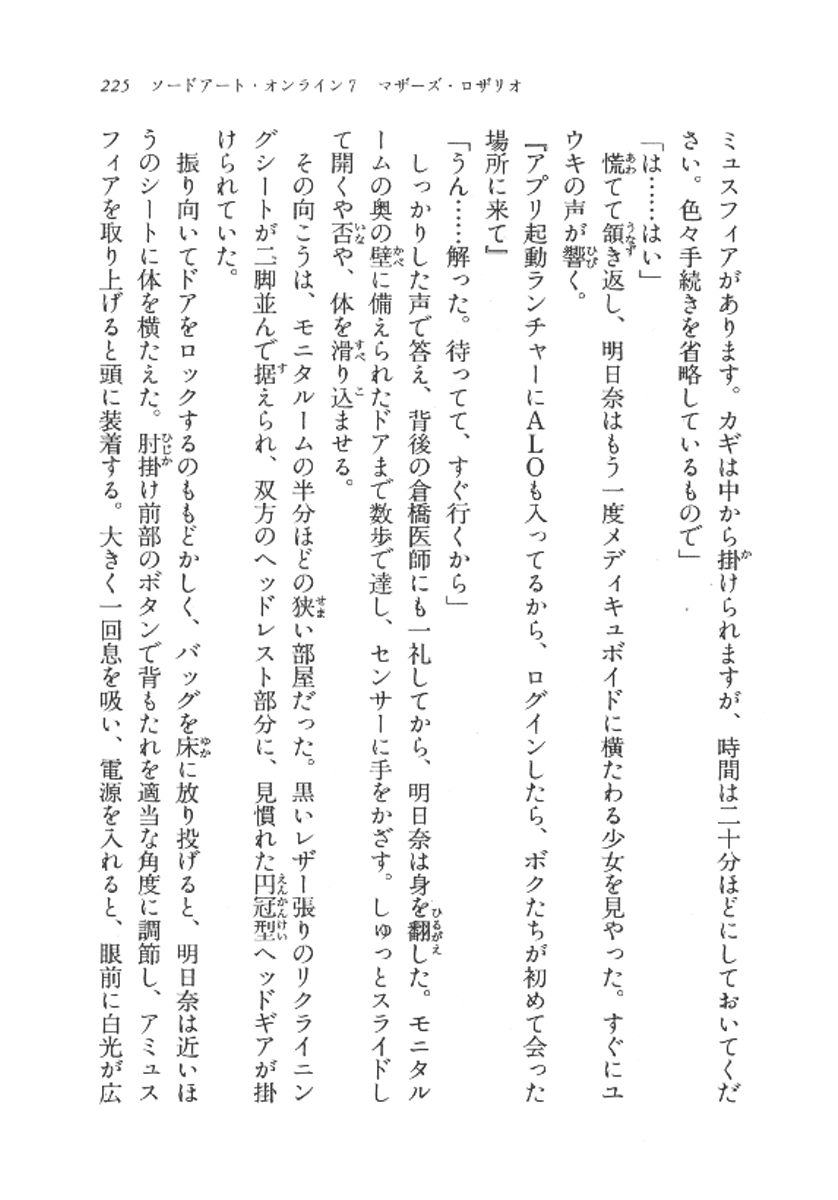 225　ソードアート・オンライン7　マザーズ・ロザリオ
ミュスフィアがあります。カギは中から掛けられますが、時間は二十分ほどにしておいてくだ
さい。色々手続きを省略しているもので」
「は……はい」
　慌てて頷き返し、明日奈はもう一度メディキュボイドに横たわる少女を見やった。すぐにユ
ウキの声が響く。
『アプリ起動ランチャーにＡＬＯも入ってるから、ログインしたら、ボクたちが初めて会った
場所に来て』
「うん……解った。待ってて、すぐ行くから」
　しっかりした声で答え、背後の倉橋医師にも一礼してから、明日奈は身を翻した。モニタル
ームの奥の壁に備えられたドアまで数歩で達し、センサーに手をかざす。しゅっとスライドし
て開くや否や、体を滑り込ませる。
　その向こうは、モニタルームの半分ほどの狭い部屋だった。黒いレザー張りのリクライニン
グシートが二脚並んで据えられ、双方のヘッドレスト部分に、見慣れた円冠型ヘッドギアが掛
けられていた。
　振り向いてドアをロックするのももどかしく、バッグを床に放り投げると、明日奈は近いほ
うのシートに体を横たえた。肘掛け前部のボタンで背もたれを適当な角度に調節し、アミュス
フィアを取り上げると頭に装着する。大きく一回息を吸い、電源を入れると、眼前に白光が広